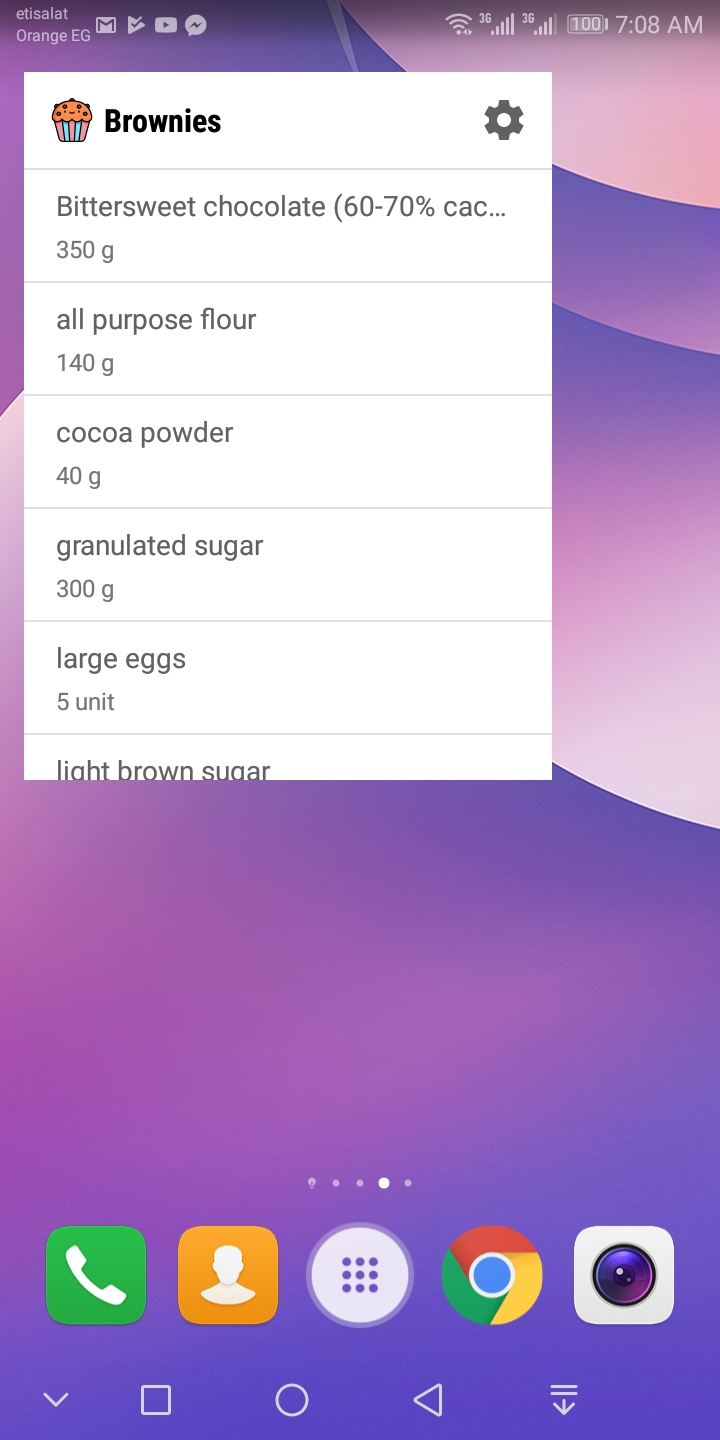 etisalat
Orange EG
3G 3G 100 7:08 AM
Brownies
Bittersweet chocolate (60-70% cac...
350 g
all purpose flour
140 g
cocoa powder
40 g
granulated sugar
300 g
large eggs
5 unit
light brown sugar